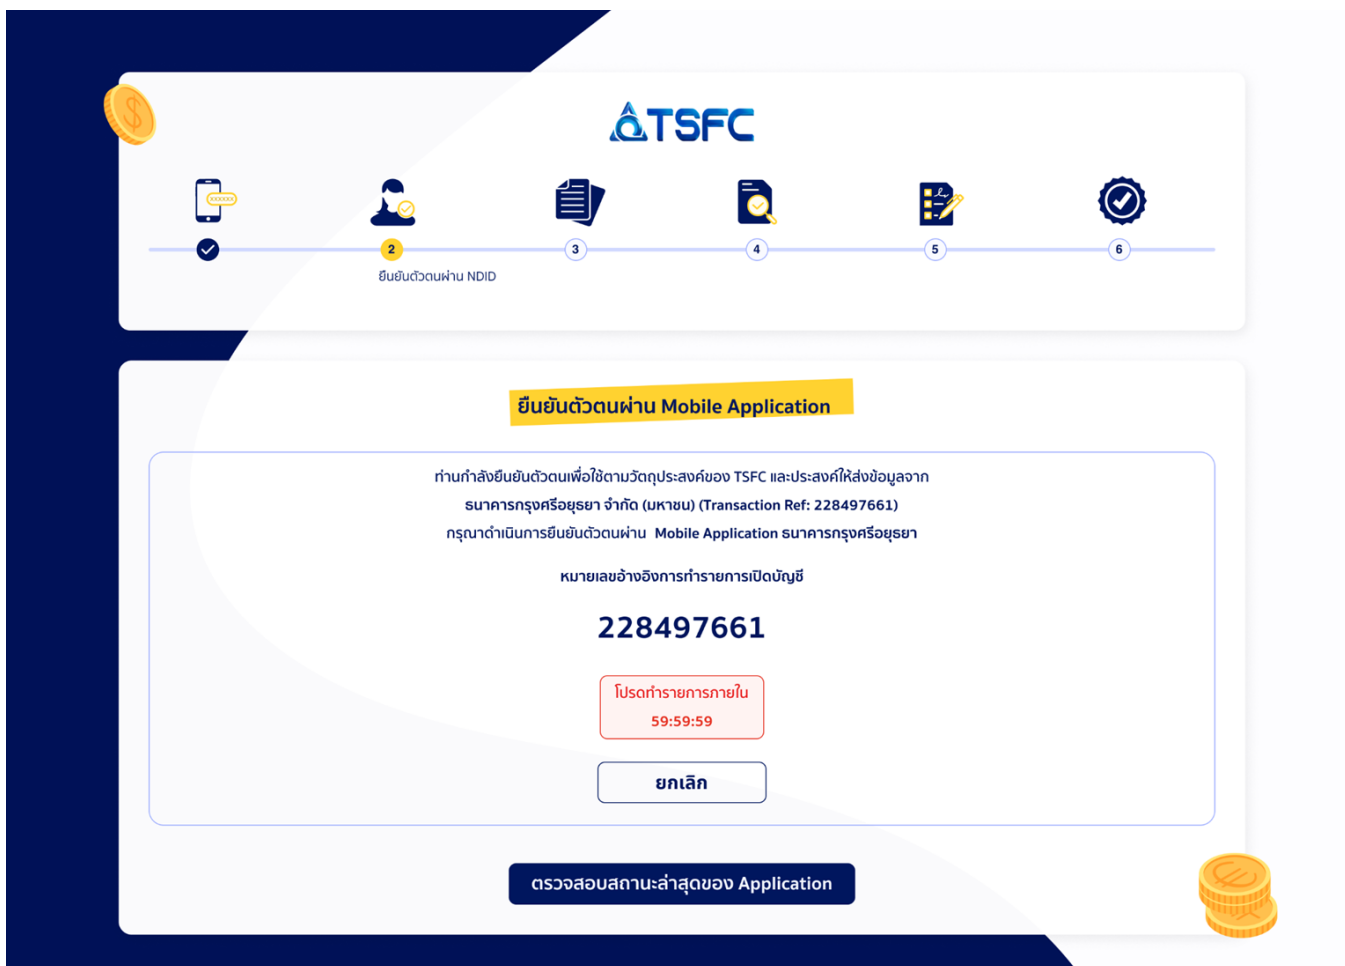 TSFC
xxxxxx
2
3
4
5
6
ยืนยันตัวตนผ่าน NDID
ยืนยันตัวตนผ่าน Mobile Application
ท่านกำลังยืนยันตัวตนเพื่อใช้ตามวัตถุประสงค์ของ TSFC และประสงค์ให้ส่งข้อมูลจาก
ธนาคารกรุงศรีอยุธยา จำกัด (มหาชน) (Transaction Ref: 228497661)
กรุณาดำเนินการยืนยันตัวตนผ่าน Mobile Application ธนาคารกรุงศรีอยุธยา
หมายเลขอ้างอิงการทำรายการเปิดบัญชี
228497661
โปรดทำรายการภายใน
59:59:59
ยกเลิก
ตรวจสอบสถานะล่าสุดของ Application